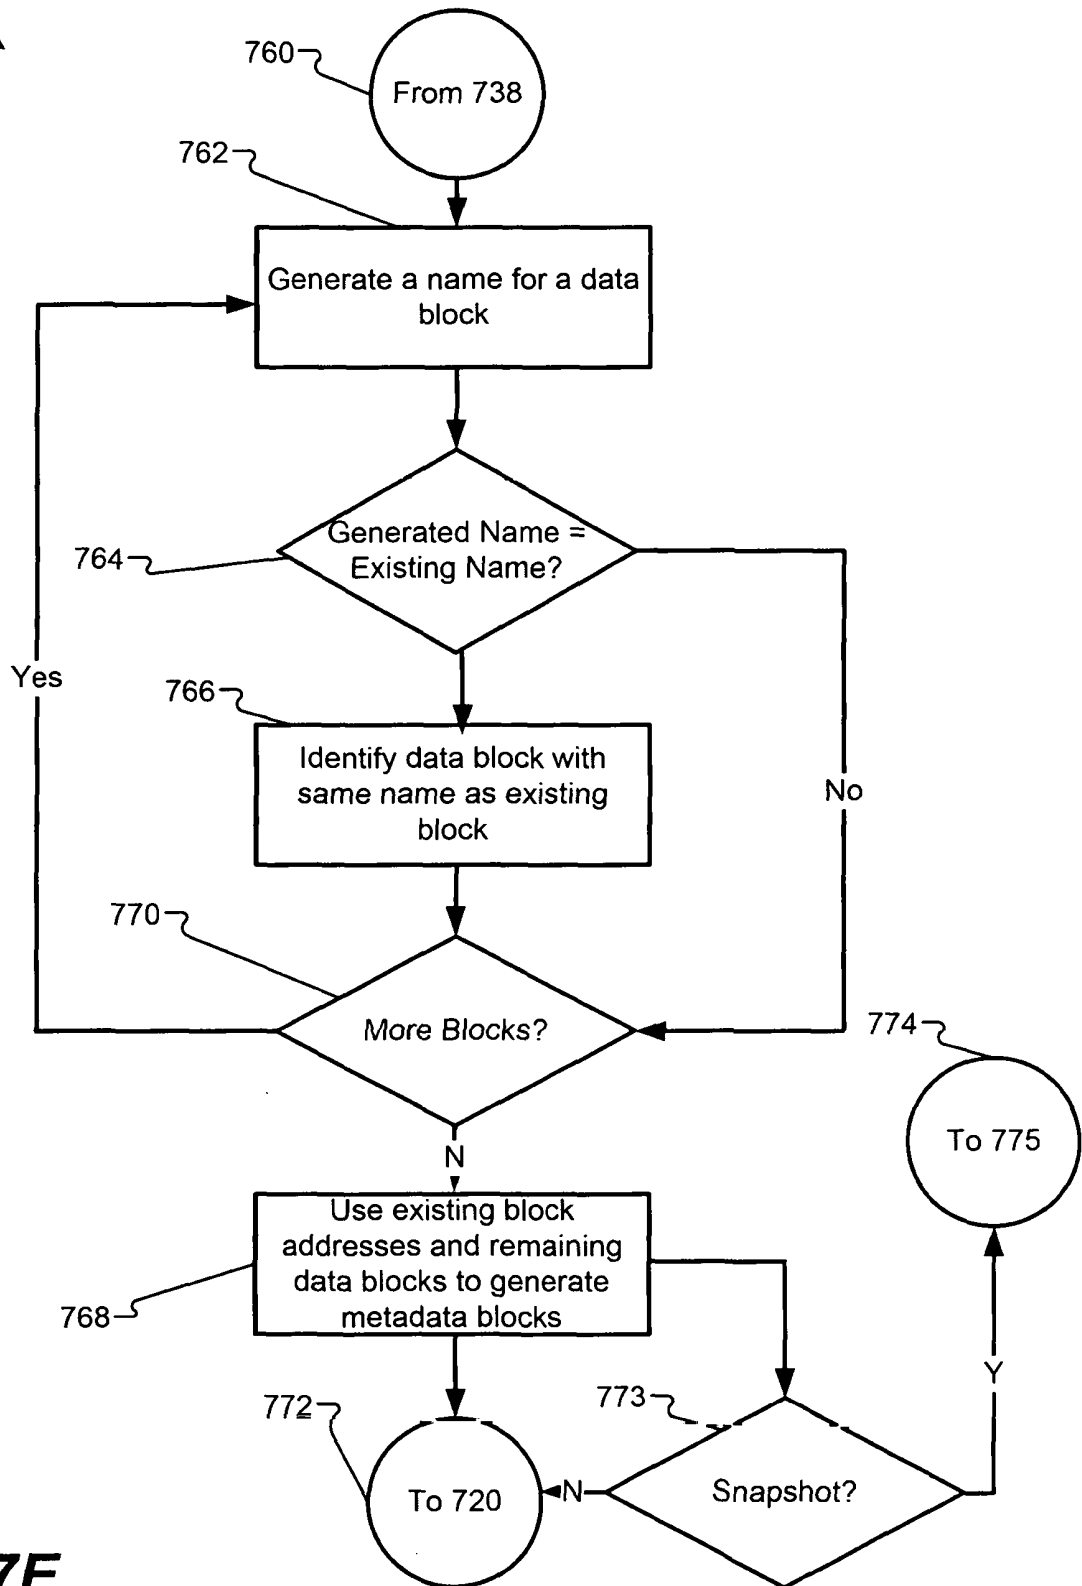 760
From 738
762
Generate a name for a data
block
764
Generated Name =
Existing Name?
Yes
766
Identify data block with
same name as existing
block
No
770
More Blocks?
774
To 775
N
Use existing block
addresses and remaining
data blocks to generate
metadata blocks
768
Y
772
773
To 720
N
Snapshot?